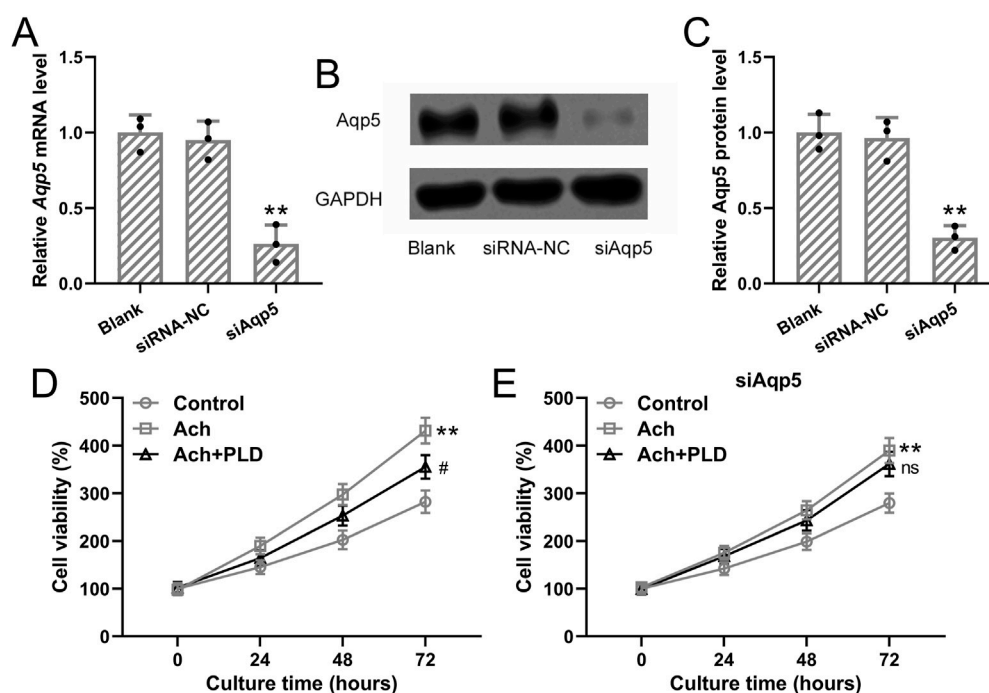 A
Relative Aqp5 mRNA level
1.5
1.0
0.5
0.0
**
Blank
siRNA-NC
siAqp5
B
Aqp5
GAPDH
Blank siRNA-NC siAqp5
C
Relative Aqp5 protein level
1.5
1.0
0.5
0.0
**
Blank
siRNA-NC
siAqp5
D
Cell viability (%)
500
400
300
200
100
0
Control
Ach
Ach+PLD
**
#
0 24 48 72
Culture time (hours)
E
siAqp5
Cell viability (%)
500
400
300
200
100
0
Control
Ach
Ach+PLD
**
ns
0 24 48 72
Culture time (hours)